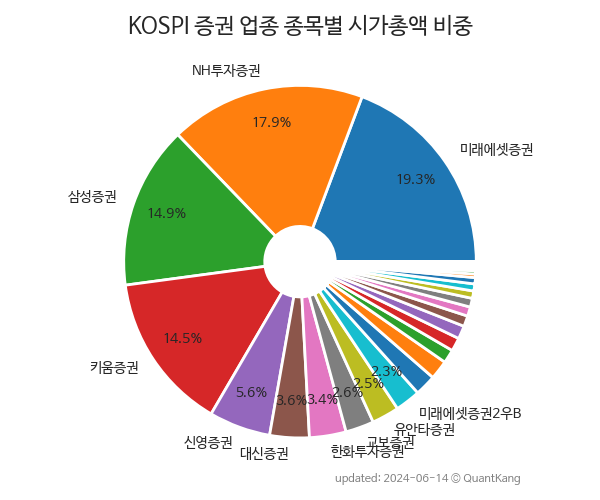 KOSPI 증권 업종 종목별 시가총액 비중
NH투자증권
17.9%
미래에셋증권
19.3%
삼성증권
14.9%
14.5%
키움증권
5.6%
신영증권
3.6%
대신증권
3.4%
한화투자증권
2.6%
교보증권
2.5%
유안타증권
2.3%
미래에셋증권2우B
updated: 2024-06-14 © QuantKang